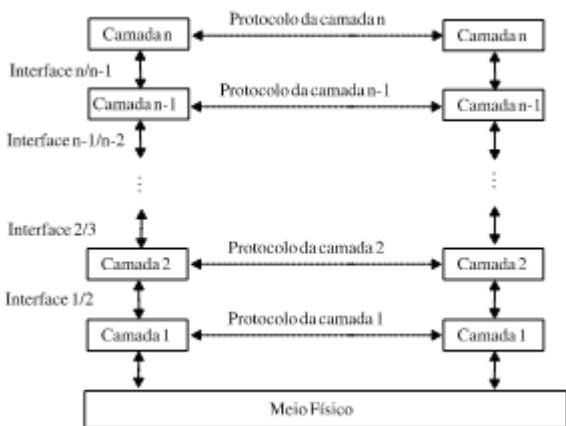 Camada n
Protocolo da camada n
Camada n
Interface n/n-1
Camada n-1
Protocolo da camada n-1
Camada n-1
Interface n-1/n-2
Interface 2/3
Camada 2
Protocolo da camada 2
Camada 2
Interface 1/2
Camada 1
Protocolo da camada 1
Camada 1
Meio Físico